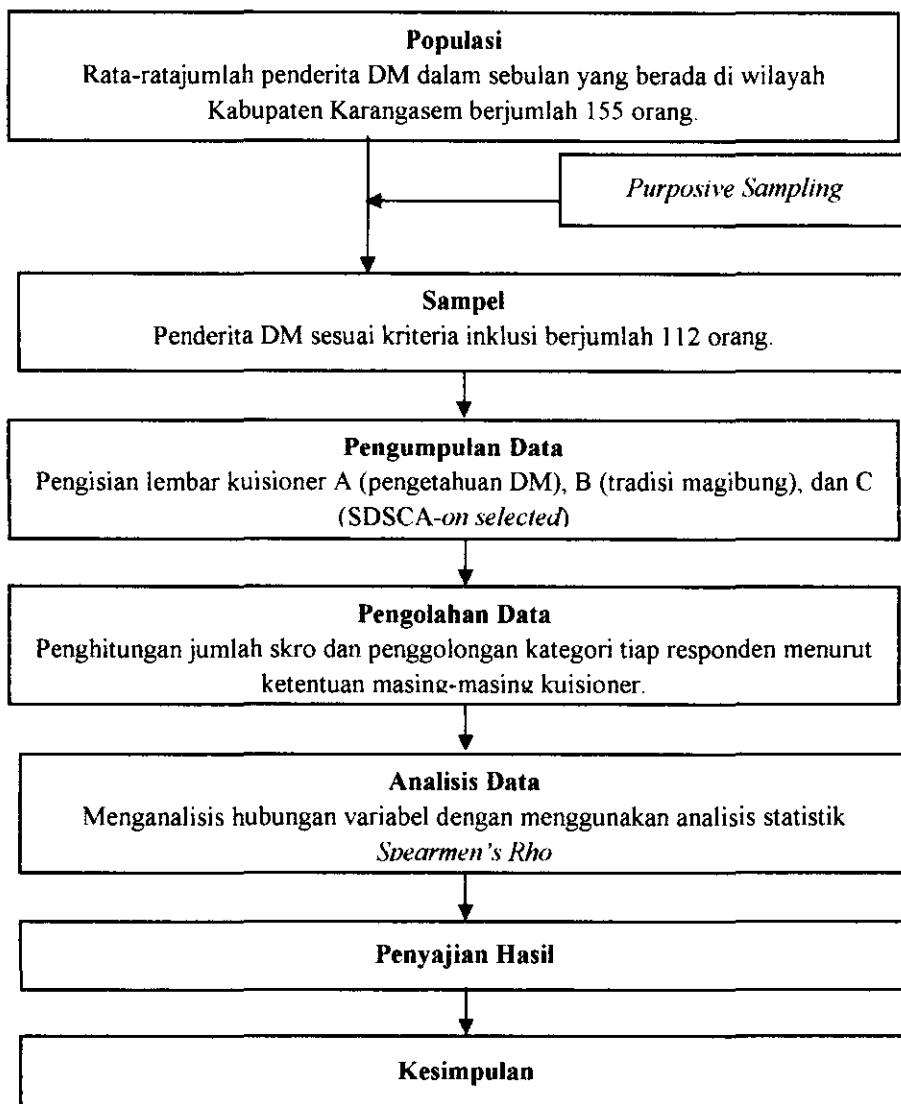 Populasi
Rata-ratajumlah penderita DM dalam sebulan yang berada di wilayah
Kabupaten Karangasem berjumlah 155 orang.
Purposive Sampling
Sampel
Penderita DM sesuai kriteria inklusi berjumlah 112 orang.
Pengumpulan Data
Pengisian lembar kuisioner A (pengetahuan DM), B (tradisi magibung), dan C
(SDSCA-on selected)
Pengolahan Data
Penghitungan jumlah skro dan penggolongan kategori tiap responden menurut
ketentuan masing-masing kuisioner.
Analisis Data
Menganalisis hubungan variabel dengan menggunakan analisis statistik
Spearmen's Rho
Penyajian Hasil
Kesimpulan